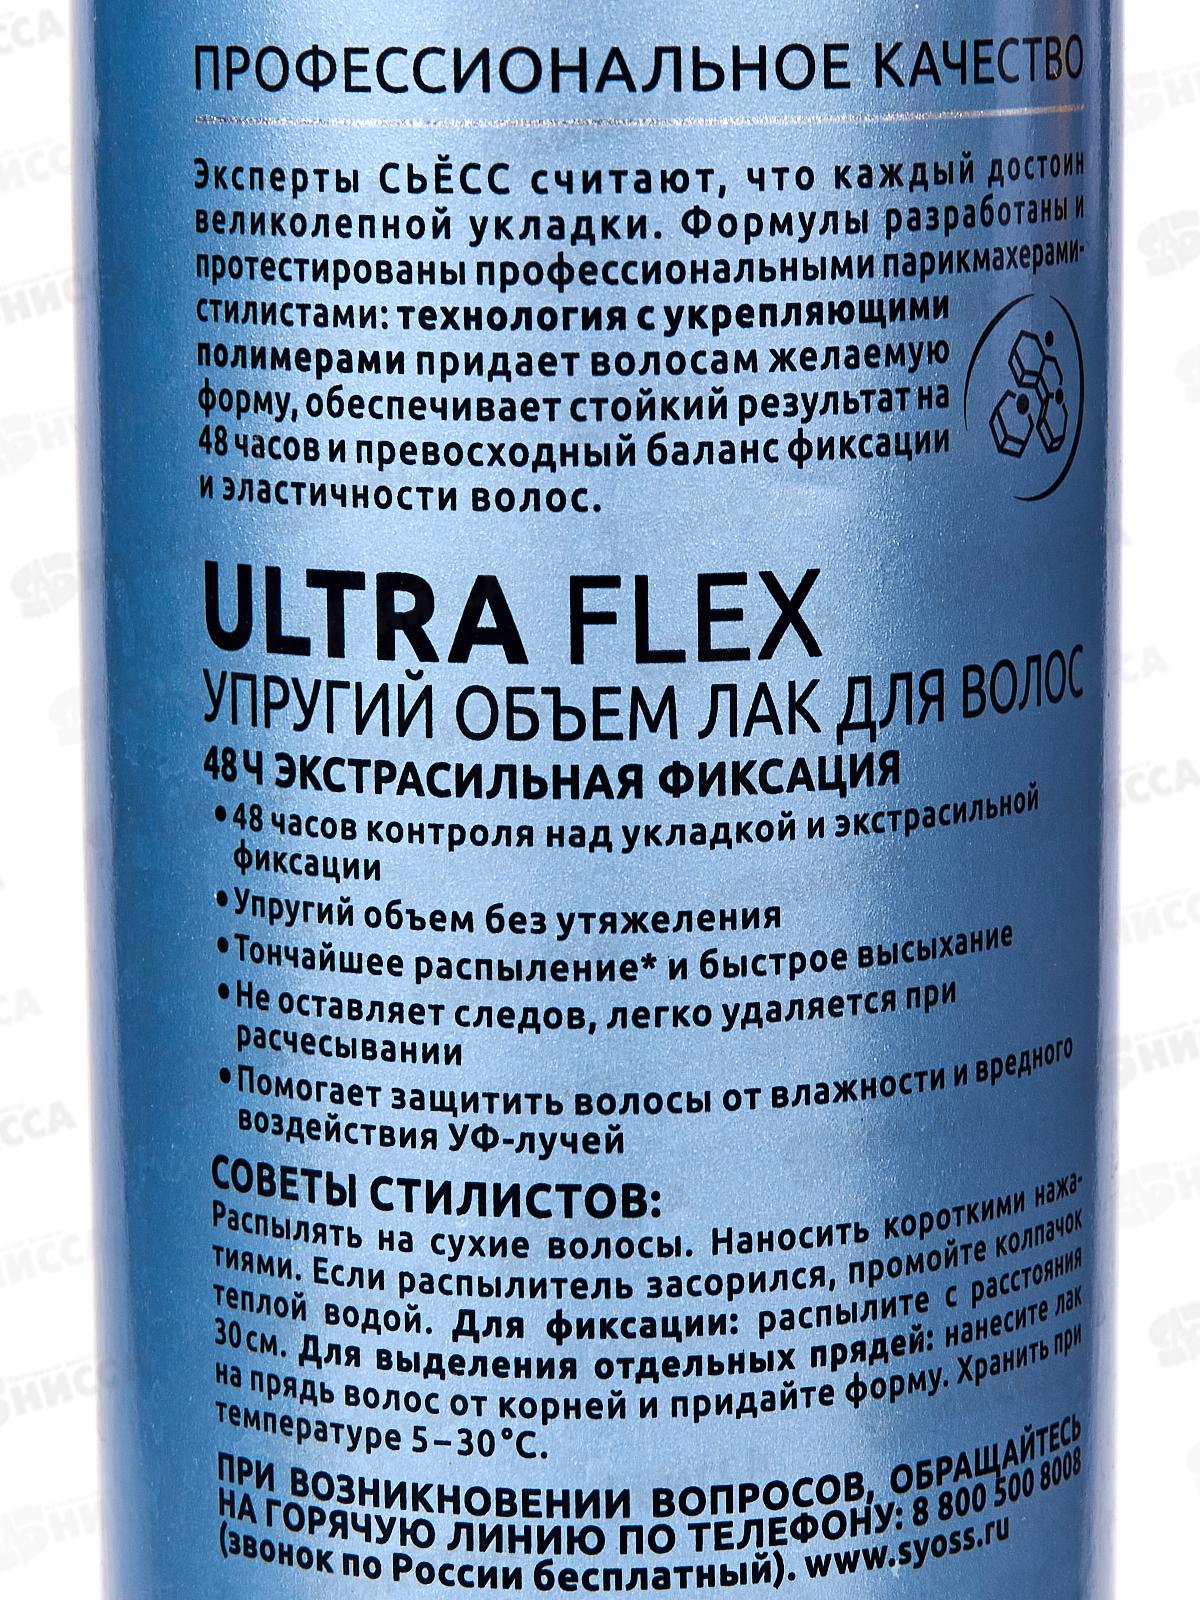 ПРОФЕССИОНАЛЬНОЕ КАЧЕСТВО
Эксперты СЬЁСС считают, что каждый достоин
великолепной укладки. Формулы разработаны и
протестированы профессиональными парикмахерами-
стилистами: технология с укрепляющими
полимерами придает волосам желаемую
форму, обеспечивает стойкий результат на
48 часов и превосходный баланс фиксации
и эластичности волос.
ULTRA FLEX
УПРУГИЙ ОБЪЕМ ЛАК ДЛЯ ВОЛОС
48Ч ЭКСТРАСИЛЬНАЯ ФИКСАЦИЯ
•48 часов контроля над укладкой и экстрасильной
фиксации
•Упругий объем без утяжеления
•Тончайшее распыление* и быстрое высыхание
•Не оставляет следов, легко удаляется при
расчесывании
•Помогает защитить волосы от влажности и вредного
воздействия УФ-лучей
СОВЕТЫ СТИЛИСТОВ:
Распылять на сухие волосы. Наносить короткими нажа-
тиями. Если распылитель засорился, промойте колпачок
теплой водой. Для фиксации: распылите с расстояния
30 см. Для выделения отдельных прядей: нанесите лак
на прядь волос от корней и придайте форму. Хранить при
температуре 5–30°C.
ПРИ ВОЗНИКНОВЕНИИ ВОПРОСОВ, ОБРАЩАЙТЕСЬ
НА ГОРЯЧУЮ ЛИНИЮ ПО ТЕЛЕФОНУ: 8 800 500 8008
(звонок по России бесплатный). www.syoss.ru